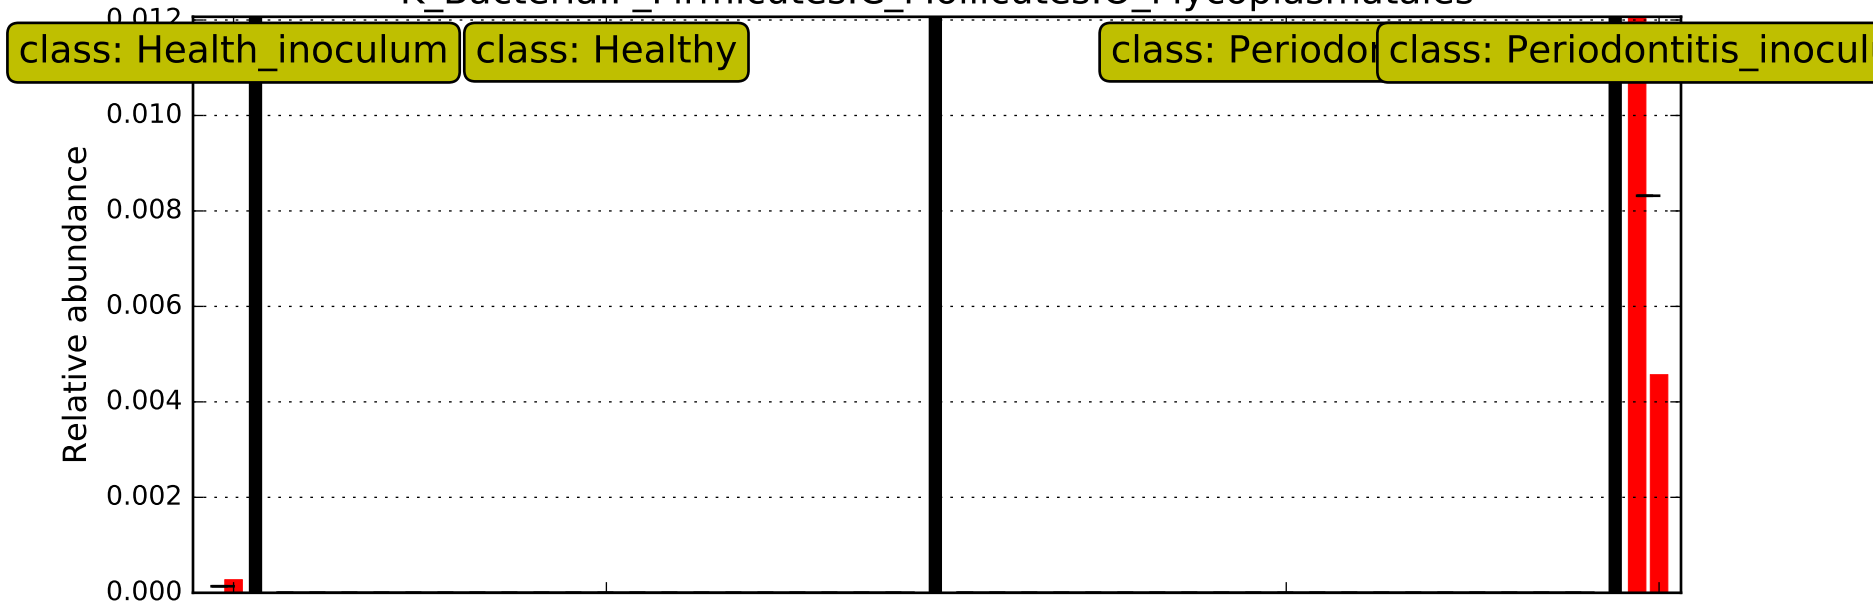 0.012
class: Health_inoculum
class: Healthy
class: Periodon
class: Periodontitis_inocul
0.010
0.008
0.006
0.004
0.002
0.000
Relative abundance